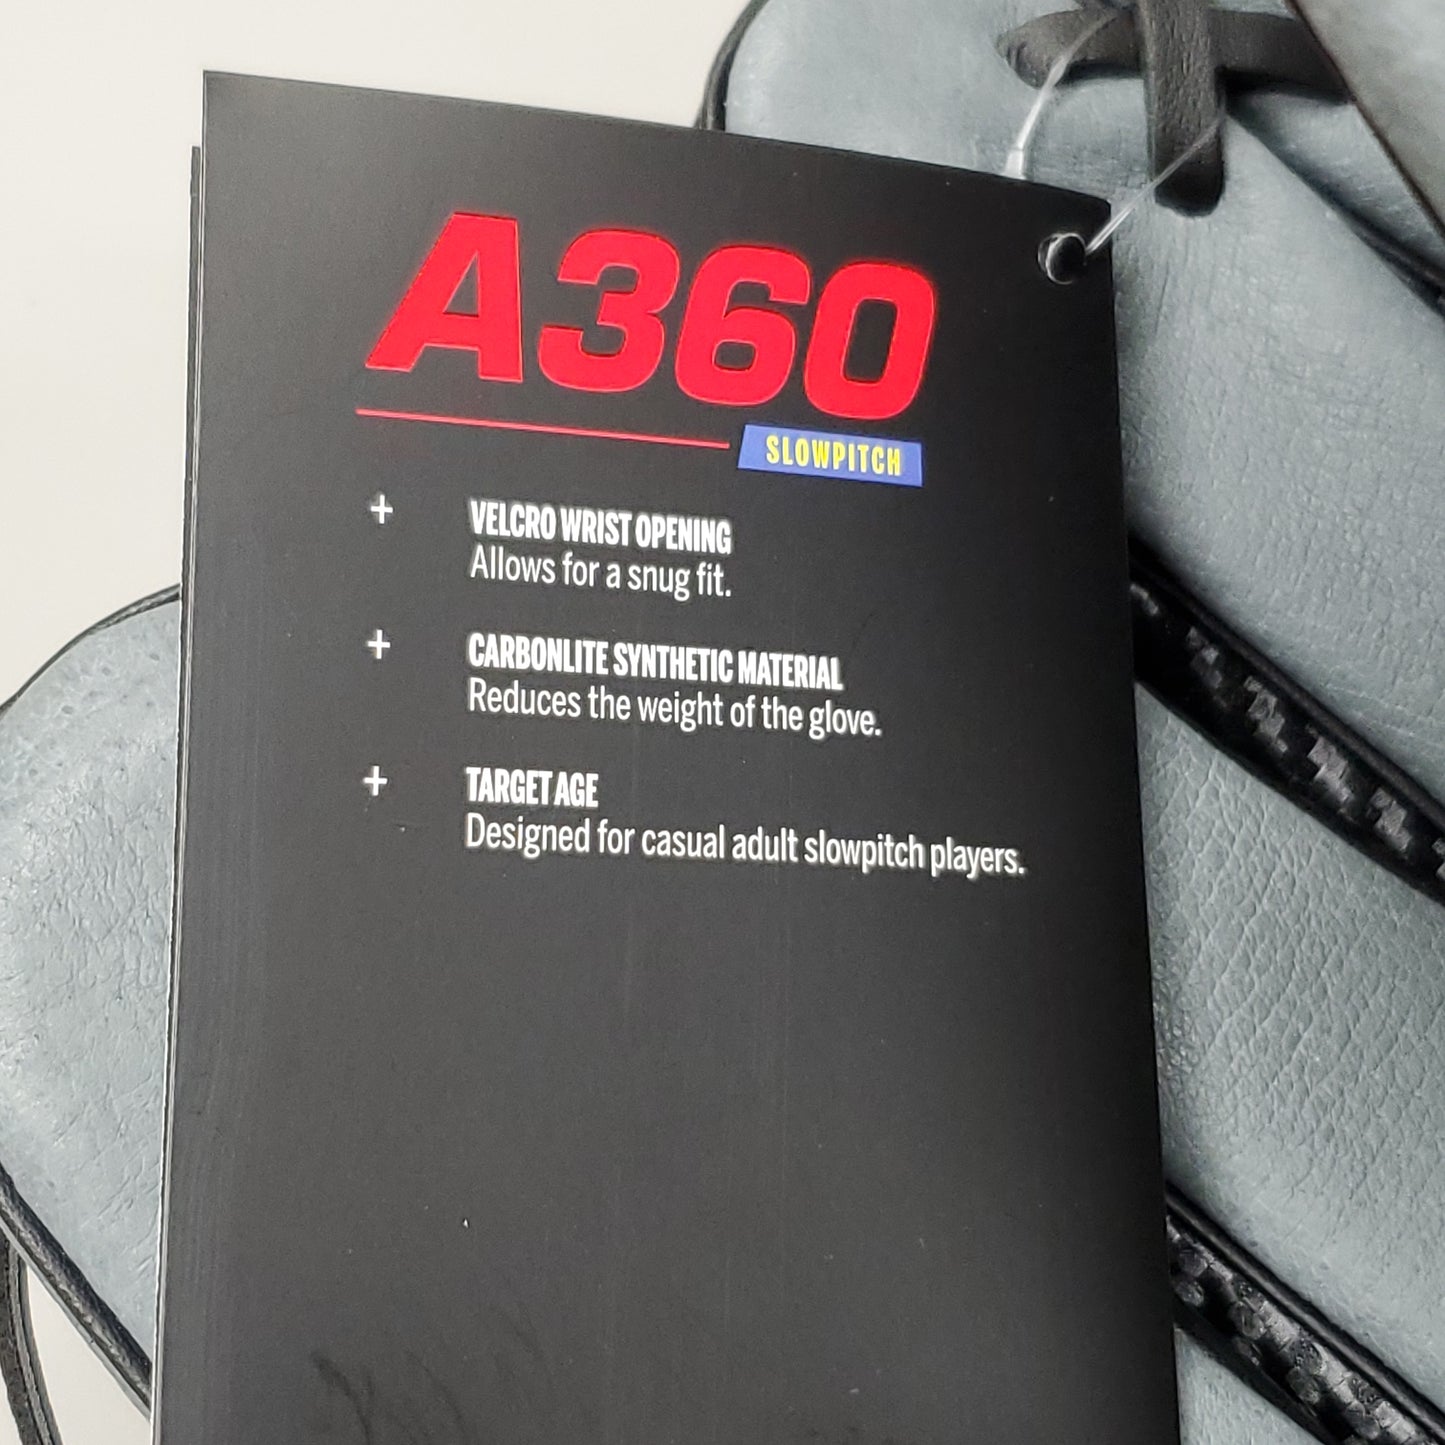 A360
SLOWPITCH
+ VELCRO WRIST OPENING
Allows for a snug fit.
+ CARBONLITE SYNTHETIC MATERIAL
Reduces the weight of the glove.
+ TARGET AGE
Designed for casual adult slowpitch players.